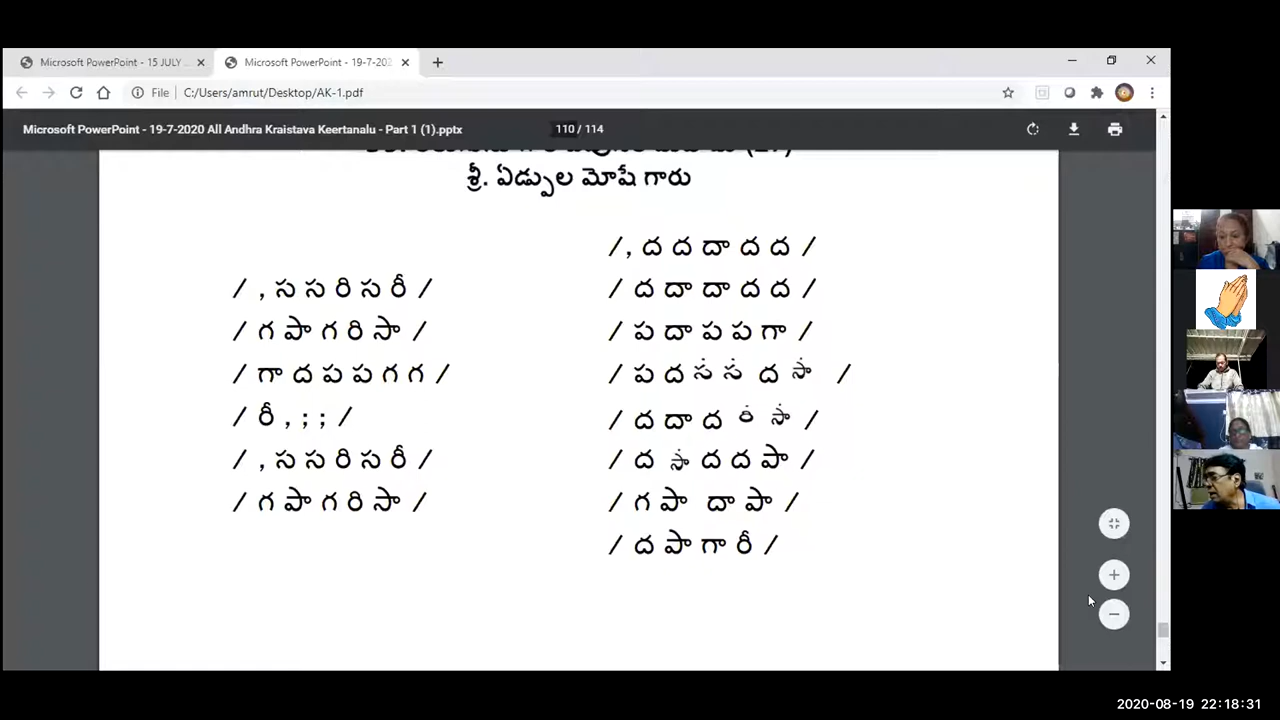 Microsoft PowerPoint - 15 JULY
Microsoft PowerPoint - 19-7-202
File C:/Users/amrut/Desktop/AK-1.pdf
Microsoft PowerPoint - 19-7-2020 All Andhra Kraistava Keertanalu - Part 1 (1).pptx
110 / 114
శ్రీ. ఏడ్పుల మోషే గారు
/ , స స రి స రీ /
/ గ పా గ రి సా /
/ గా ద ప ప గ గ /
/ రీ , ; ; /
/ , స స రి స రీ /
/ గ పా గ రి సా /
/ , ద ద దా ద ద /
/ ద దా దా ద ద /
/ ప దా ప ప గా /
/ ప ద స̇ స̇ ద సా̇ /
/ ద దా ద రి̇ సా̇ /
/ ద సా̇ ద ద పా /
/ గ పా దా పా /
/ ద పా గా రీ /
2020-08-19 22:18:31